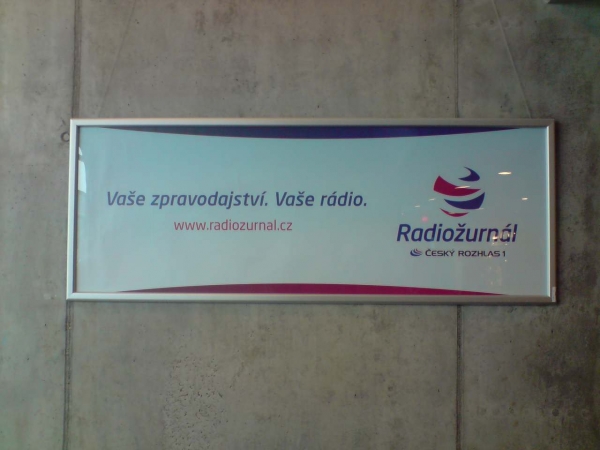 Vaše zpravodajství. Vaše rádio.
www.radiozurnal.cz
Radiožurnál
ČESKÝ ROZHLAS 1